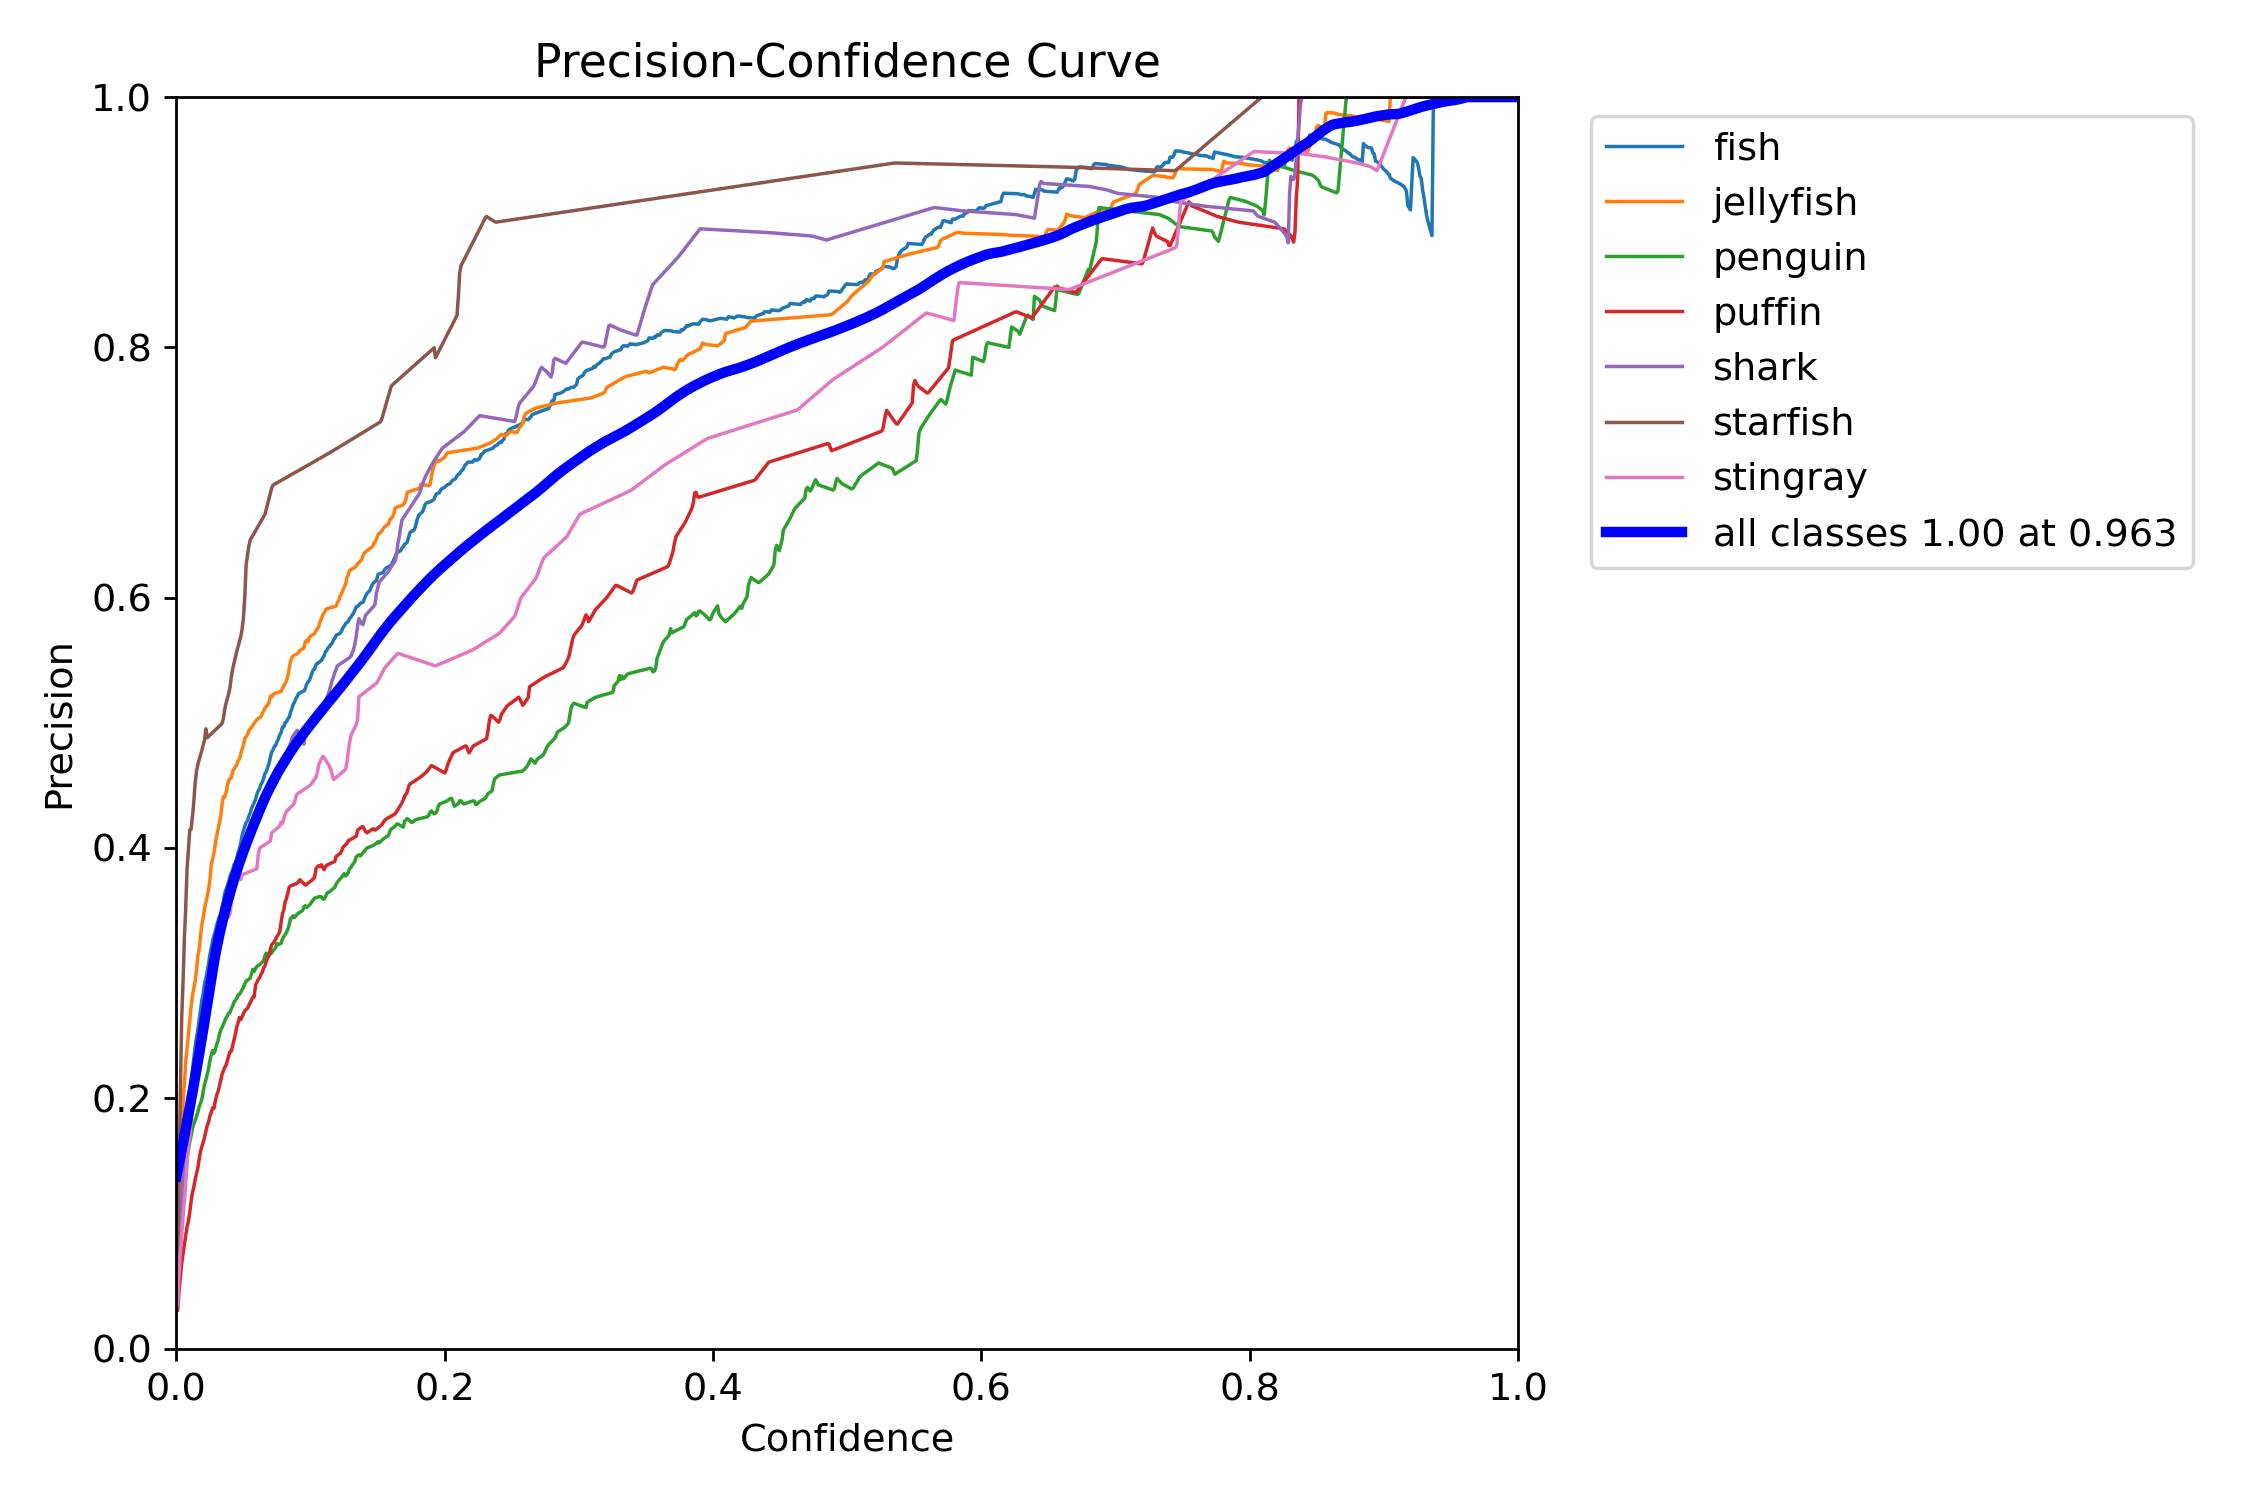 Precision-Confidence Curve
1.0
0.8
0.6
0.4
0.2
0.0
Precision
0.0 0.2 0.4 0.6 0.8 1.0
Confidence
fish
jellyfish
penguin
puffin
shark
starfish
stingray
all classes 1.00 at 0.963